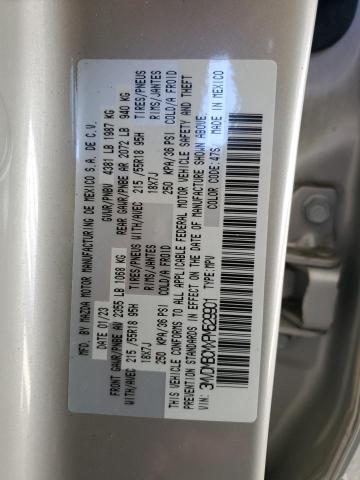 MFD. BY MAZDA MOTOR MANUFACTURING DE MEXICO S.A. DE C.V.
DATE 01/23 GVWR/PNBV 4381 LB 1987 KG
FRONT GAWR/PNBE AV 2355 LB 1068 KG REAR GAWR/PNBE AR 2072 LB 940 KG
WITH/AVEC 215 /55R18 95H TIRES/PNEUS WITH/AVEC 215 /55R18 95H TIRES/PNEUS
18X7J RIMS/JANTES 18X7J RIMS/JANTES
250 KPA/36 PSI COLD/A FROID 250 KPA/36 PSI COLD/A FROID
THIS VEHICLE CONFORMS TO ALL APPLICABLE FEDERAL MOTOR VEHICLE SAFETY AND THEFT
PREVENTION STANDARDS IN EFFECT ON THE DATE OF MANUFACTURE SHOWN ABOVE.
VIN: TYPE:MPV COLOR CODE:47S MADE IN MEXICO